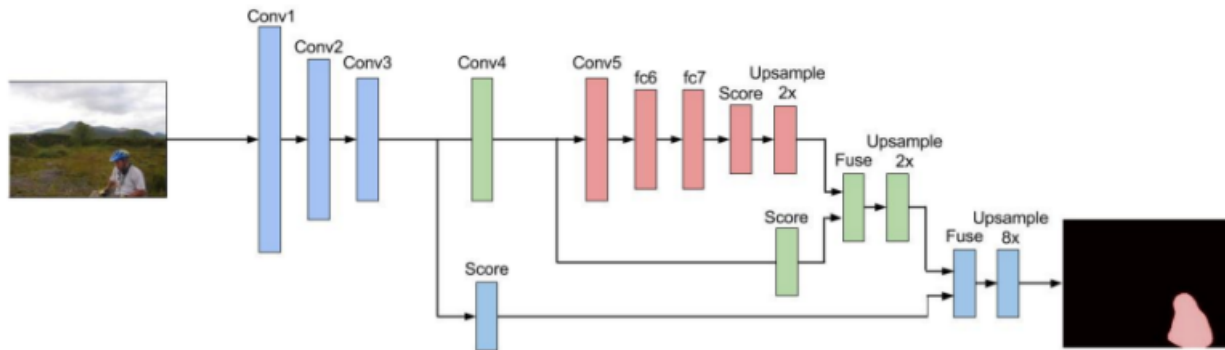 Conv1
Conv2
Conv3
Conv4
Conv5
fc6
fc7
Score
Upsample
2x
Fuse
Upsample
2x
Score
Fuse
Upsample
8x
Score